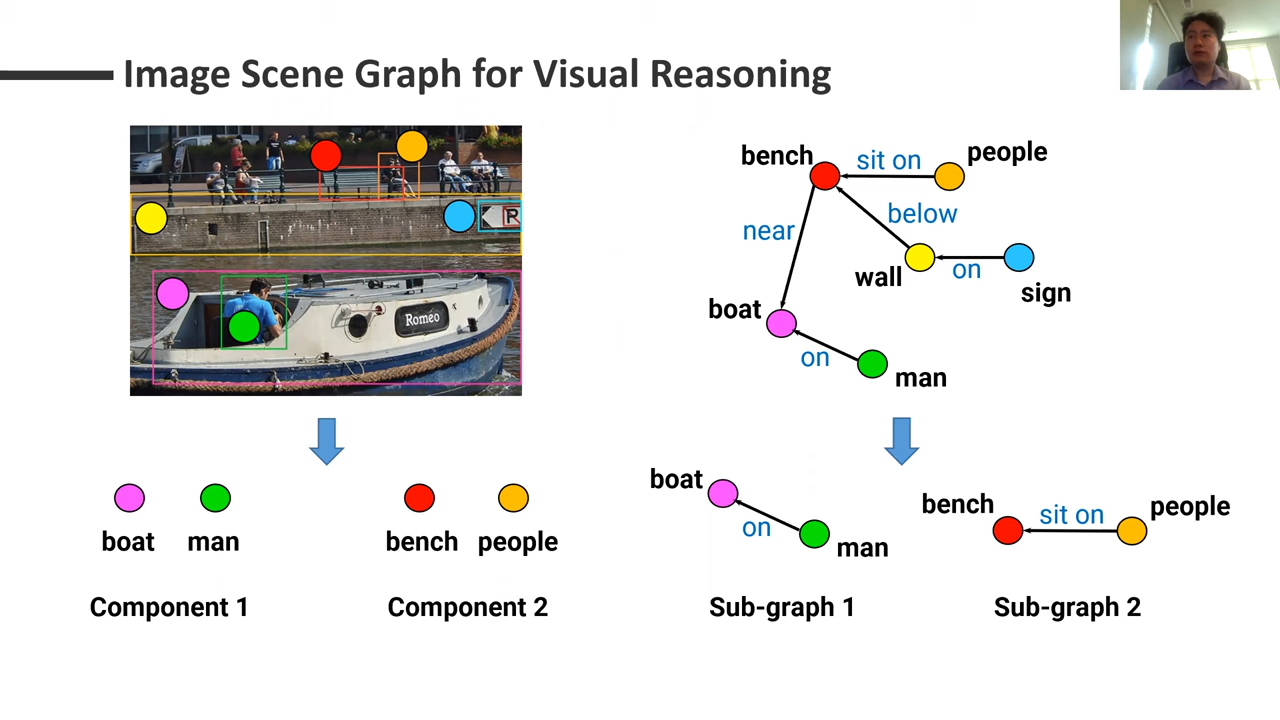 Image Scene Graph for Visual Reasoning
P
Romeo
bench
sit on
people
near
below
wall
on
sign
boat
on
man
boat
man
bench
people
Component 1
Component 2
boat
on
man
bench
sit on
people
Sub-graph 1
Sub-graph 2